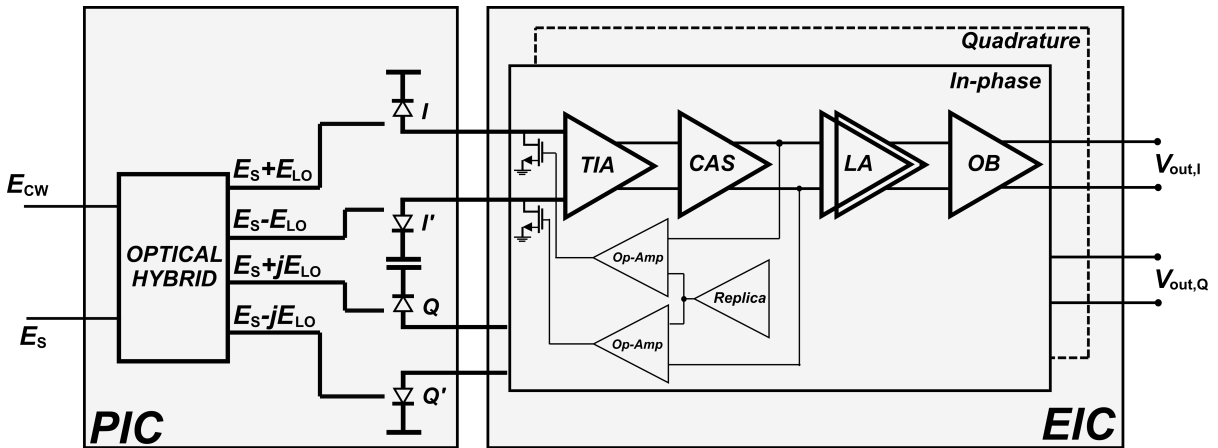 Quadrature
In-phase
I
TIA
CAS
LA
OB
V_out,I
E_CW
E_S+E_LO
E_S-E_LO
I'
OPTICAL
HYBRID
E_S+jE_LO
Q
Op-Amp
Replica
V_out,Q
E_S
E_S-jE_LO
Op-Amp
Q'
PIC
EIC